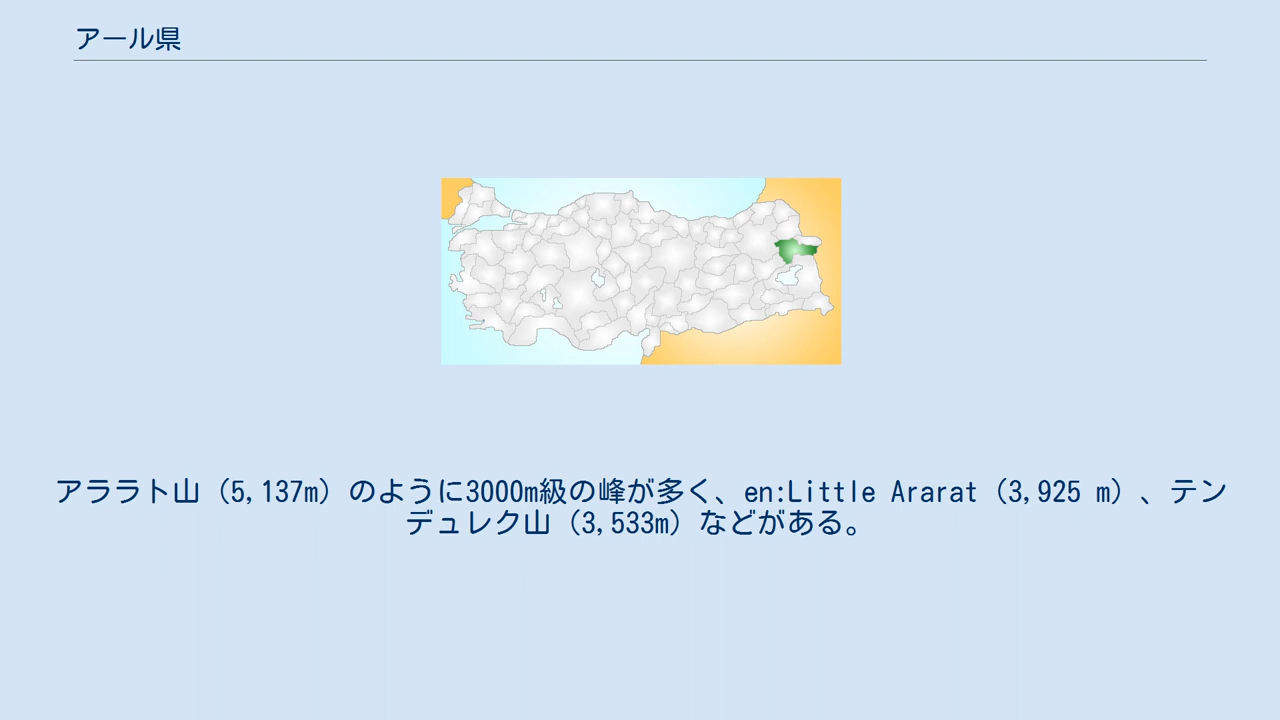 アール県
アララト山（5,137m）のように3000m級の峰が多く、en:Little Ararat（3,925 m）、テン
デュレク山（3,533m）などがある。